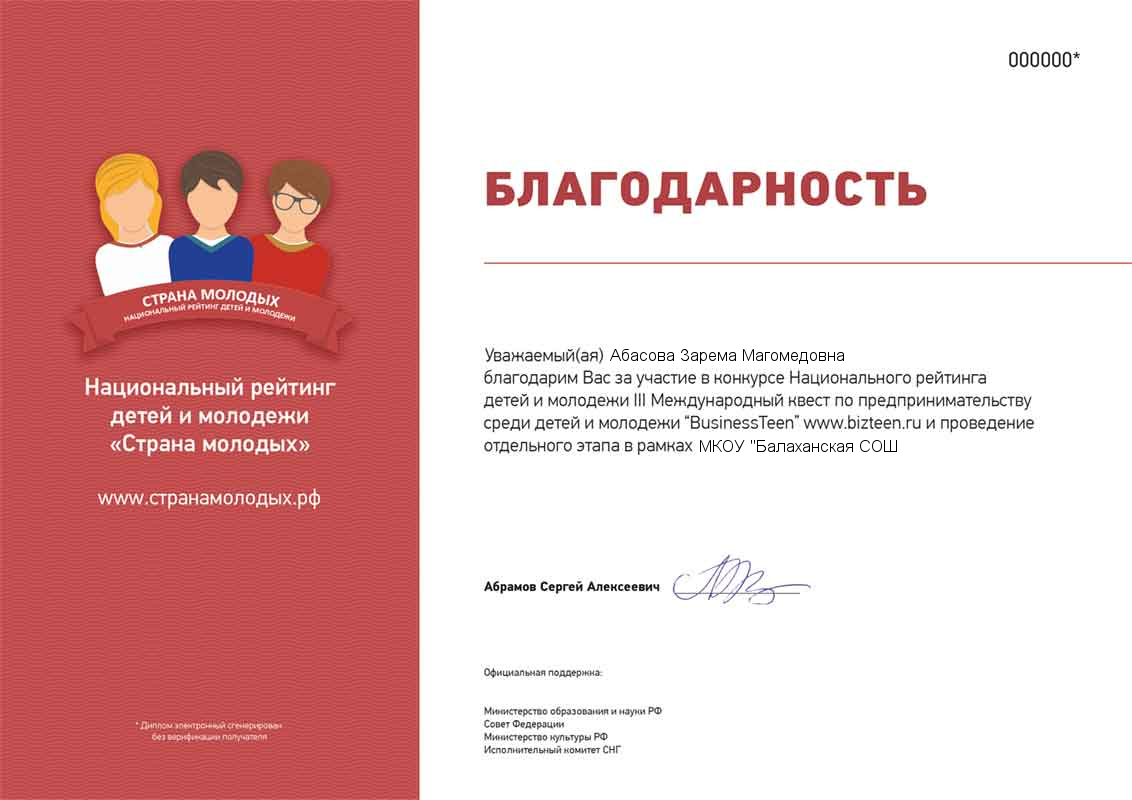 000000*
СТРАНА МОЛОДЫХ
НАЦИОНАЛЬНЫЙ РЕЙТИНГ ДЕТЕЙ И МОЛОДЕЖИ
Национальный рейтинг
детей и молодежи
«Страна молодых»
www.странамолодых.рф
* Диплом электронный сгенерирован
без верификации получателя
БЛАГОДАРНОСТЬ
Уважаемый(ая) Абасова Зарема Магомедовна
благодарим Вас за участие в конкурсе Национального рейтинга
детей и молодежи III Международный квест по предпринимательству
среди детей и молодежи “BusinessTeen” www.bizteen.ru и проведение
отдельного этапа в рамках МКОУ "Балаханская СОШ
Абрамов Сергей Алексеевич
Официальная поддержка:
Министерство образования и науки РФ
Совет Федерации
Министерство культуры РФ
Исполнительный комитет СНГ